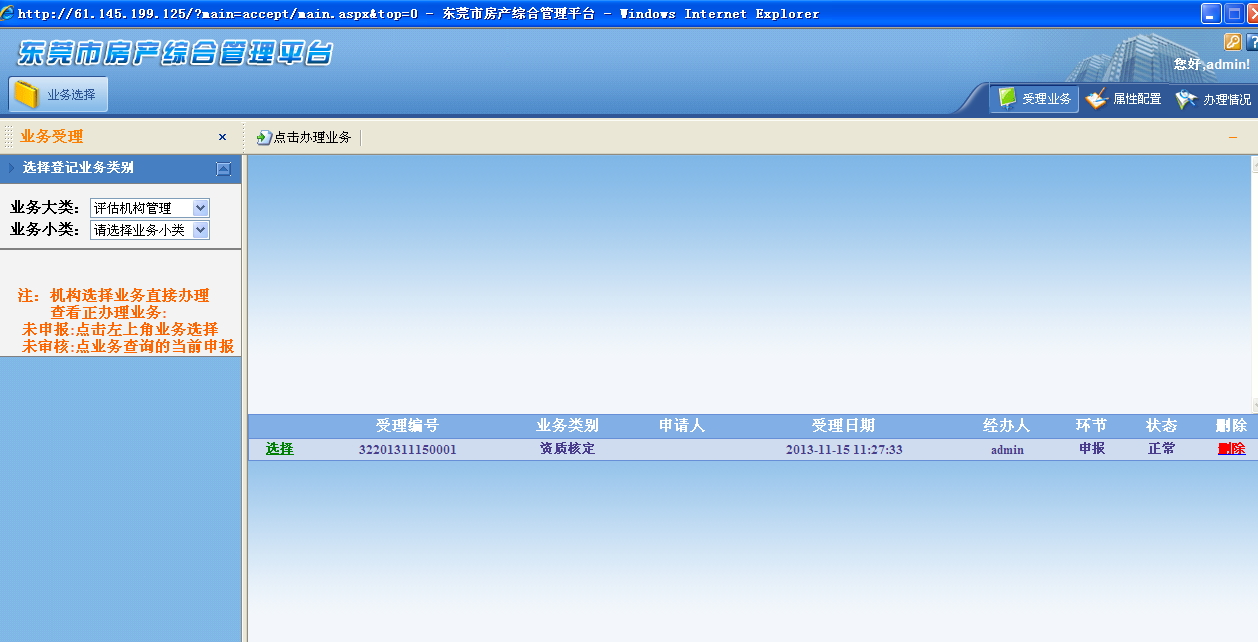 http://61.145.199.125/?main=accept/main.aspx&top=0 - 东莞市房产综合管理平台 - Windows Internet Explorer
东莞市房产综合管理平台
您好,admin!
业务选择
受理业务 属性配置 办理情况
业务受理 ×
点击办理业务
选择登记业务类别
业务大类: 评估机构管理
业务小类: 请选择业务小类
注: 机构选择业务直接办理
查看正办理业务:
未申报:点击左上角业务选择
未审核:点业务查询的当前申报
受理编号 业务类别 申请人 受理日期 经办人 环节 状态 删除
选择 32201311150001 资质核定 2013-11-15 11:27:33 admin 申报 正常 删除